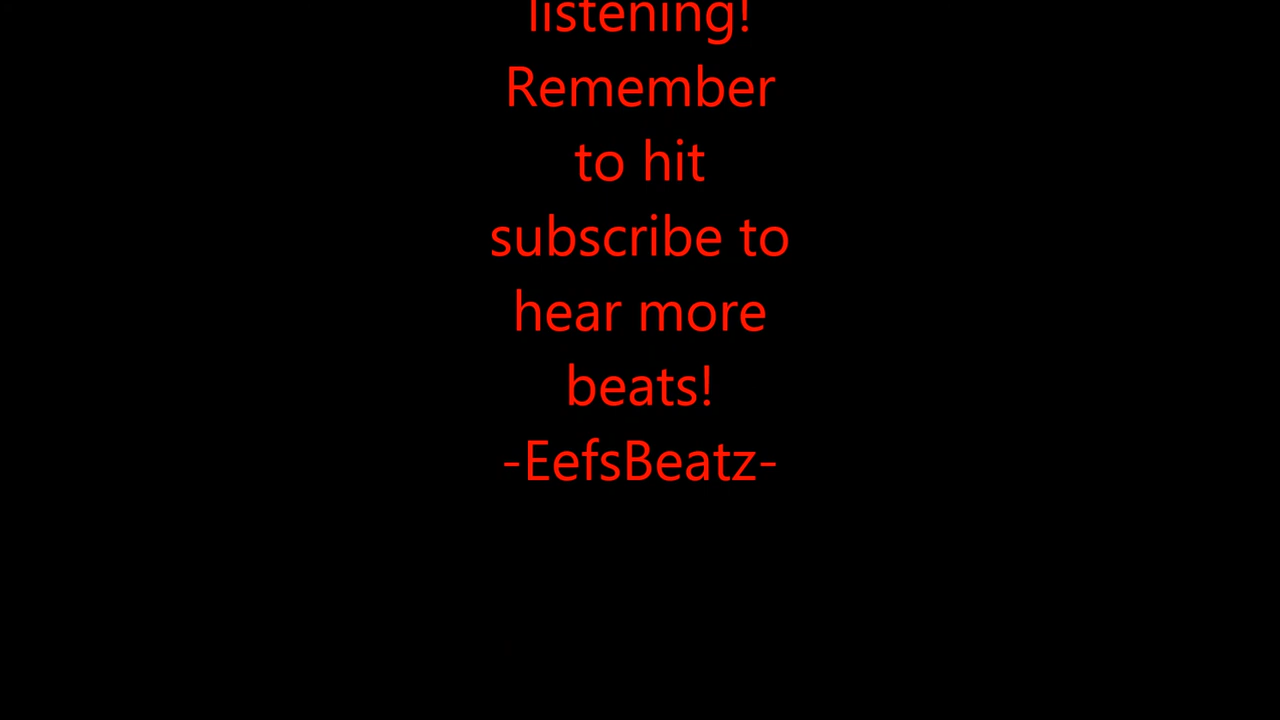 listening!
Remember
to hit
subscribe to
hear more
beats!
-EefsBeatz-